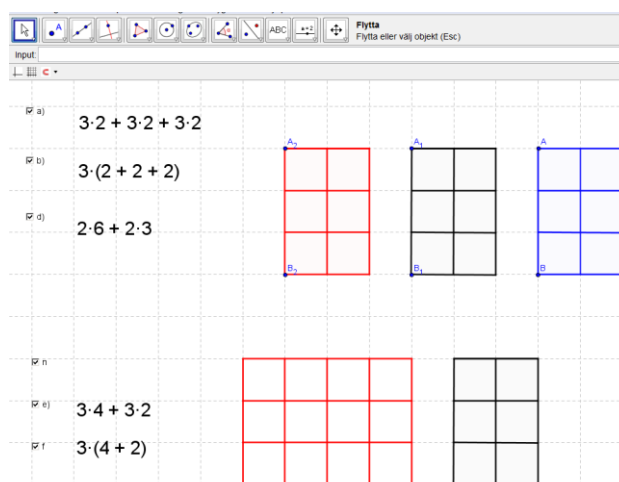 ABC
a=2
Flytta
Flytta eller välj objekt (Esc)
Input:
a)
3·2 + 3·2 + 3·2
b)
3·(2 + 2 + 2)
d)
2·6 + 2·3
A₂
A₁
A
B₂
B₁
B
n
e)
3·4 + 3·2
f
3·(4 + 2)